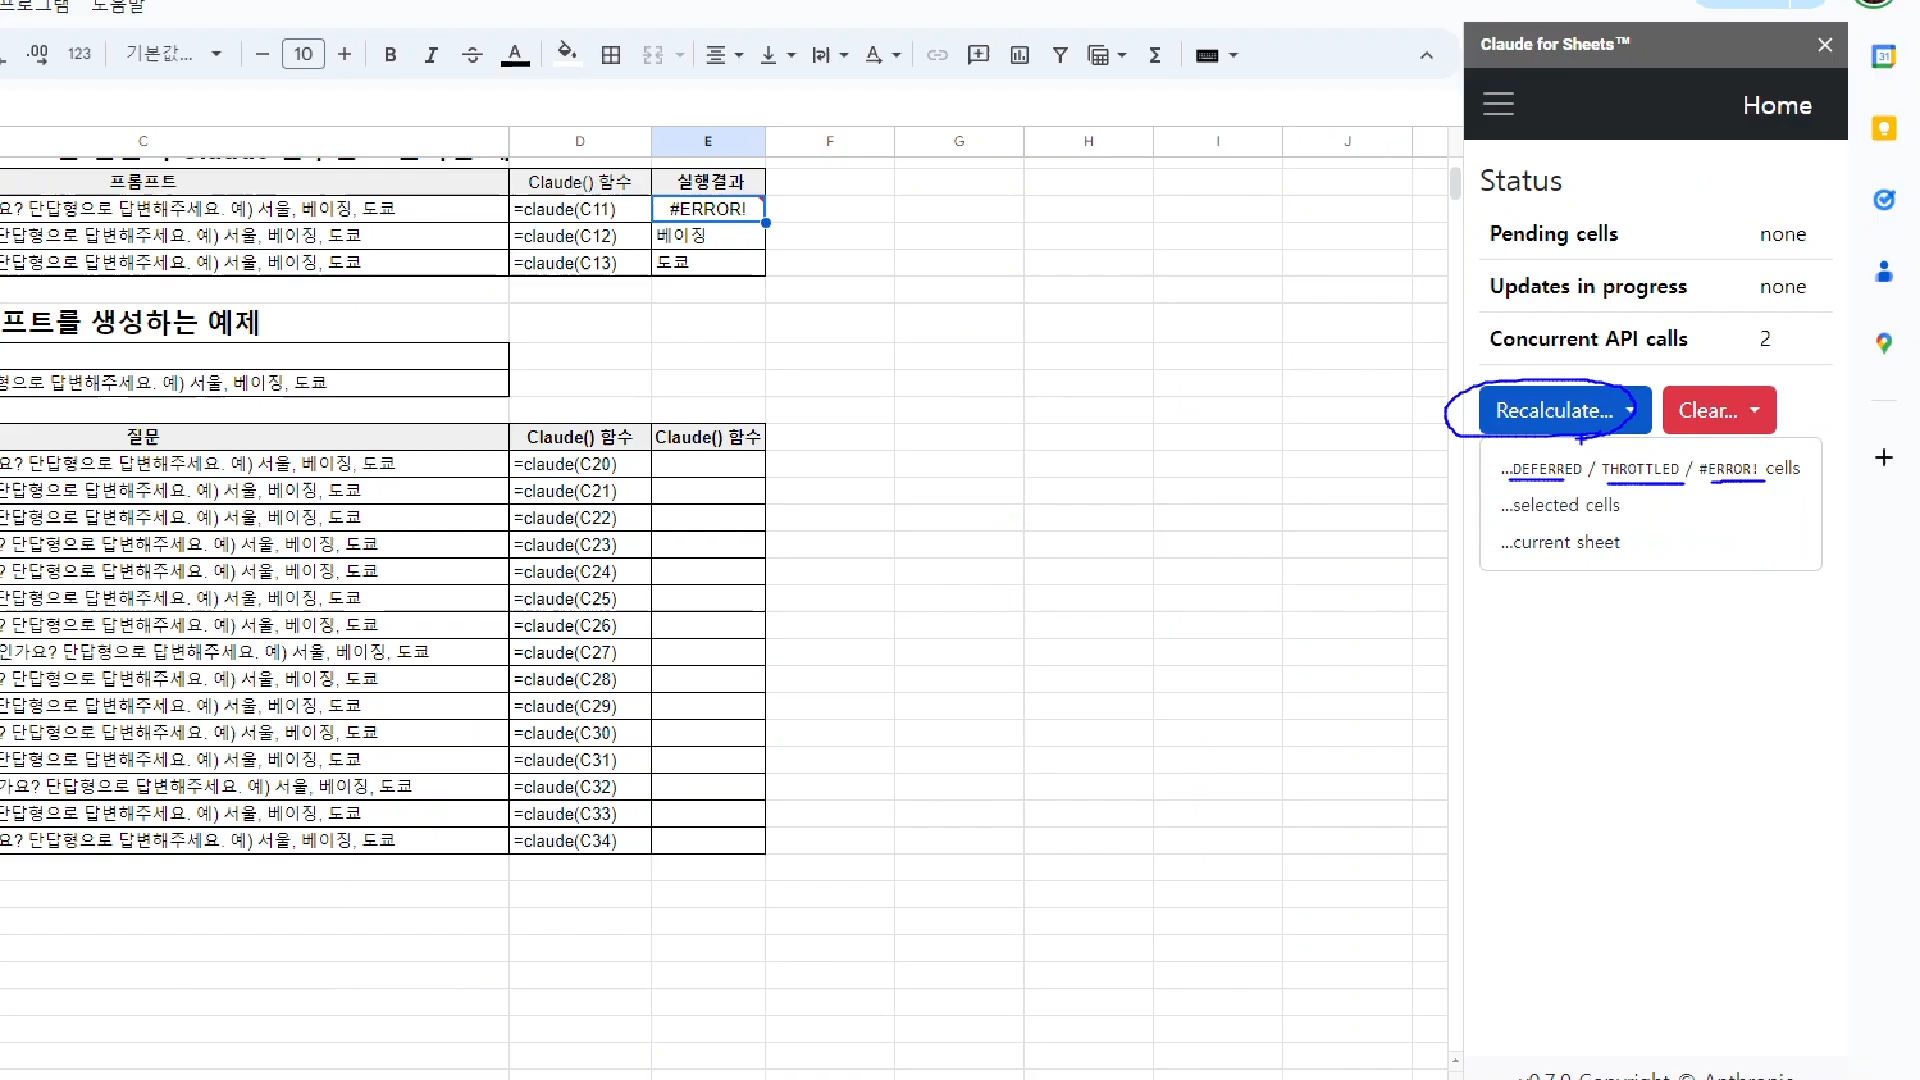 프로그램 도움말
.00 123 기본값... 10
Claude for Sheets™
Home
C D E F G H I J
프롬프트 Claude() 함수 실행결과
요? 단답형으로 답변해주세요. 예) 서울, 베이징, 도쿄 =claude(C11) #ERROR!
단답형으로 답변해주세요. 예) 서울, 베이징, 도쿄 =claude(C12) 베이징
단답형으로 답변해주세요. 예) 서울, 베이징, 도쿄 =claude(C13) 도쿄
프트를 생성하는 예제
형으로 답변해주세요. 예) 서울, 베이징, 도쿄
질문 Claude() 함수 Claude() 함수
요? 단답형으로 답변해주세요. 예) 서울, 베이징, 도쿄 =claude(C20)
단답형으로 답변해주세요. 예) 서울, 베이징, 도쿄 =claude(C21)
단답형으로 답변해주세요. 예) 서울, 베이징, 도쿄 =claude(C22)
? 단답형으로 답변해주세요. 예) 서울, 베이징, 도쿄 =claude(C23)
? 단답형으로 답변해주세요. 예) 서울, 베이징, 도쿄 =claude(C24)
단답형으로 답변해주세요. 예) 서울, 베이징, 도쿄 =claude(C25)
? 단답형으로 답변해주세요. 예) 서울, 베이징, 도쿄 =claude(C26)
인가요? 단답형으로 답변해주세요. 예) 서울, 베이징, 도쿄 =claude(C27)
? 단답형으로 답변해주세요. 예) 서울, 베이징, 도쿄 =claude(C28)
단답형으로 답변해주세요. 예) 서울, 베이징, 도쿄 =claude(C29)
? 단답형으로 답변해주세요. 예) 서울, 베이징, 도쿄 =claude(C30)
단답형으로 답변해주세요. 예) 서울, 베이징, 도쿄 =claude(C31)
가요? 단답형으로 답변해주세요. 예) 서울, 베이징, 도쿄 =claude(C32)
단답형으로 답변해주세요. 예) 서울, 베이징, 도쿄 =claude(C33)
요? 단답형으로 답변해주세요. 예) 서울, 베이징, 도쿄 =claude(C34)
Status
Pending cells none
Updates in progress none
Concurrent API calls 2
Recalculate... Clear...
...DEFERRED / THROTTLED / #ERROR! cells
...selected cells
...current sheet
Copyright © Anthropic
31